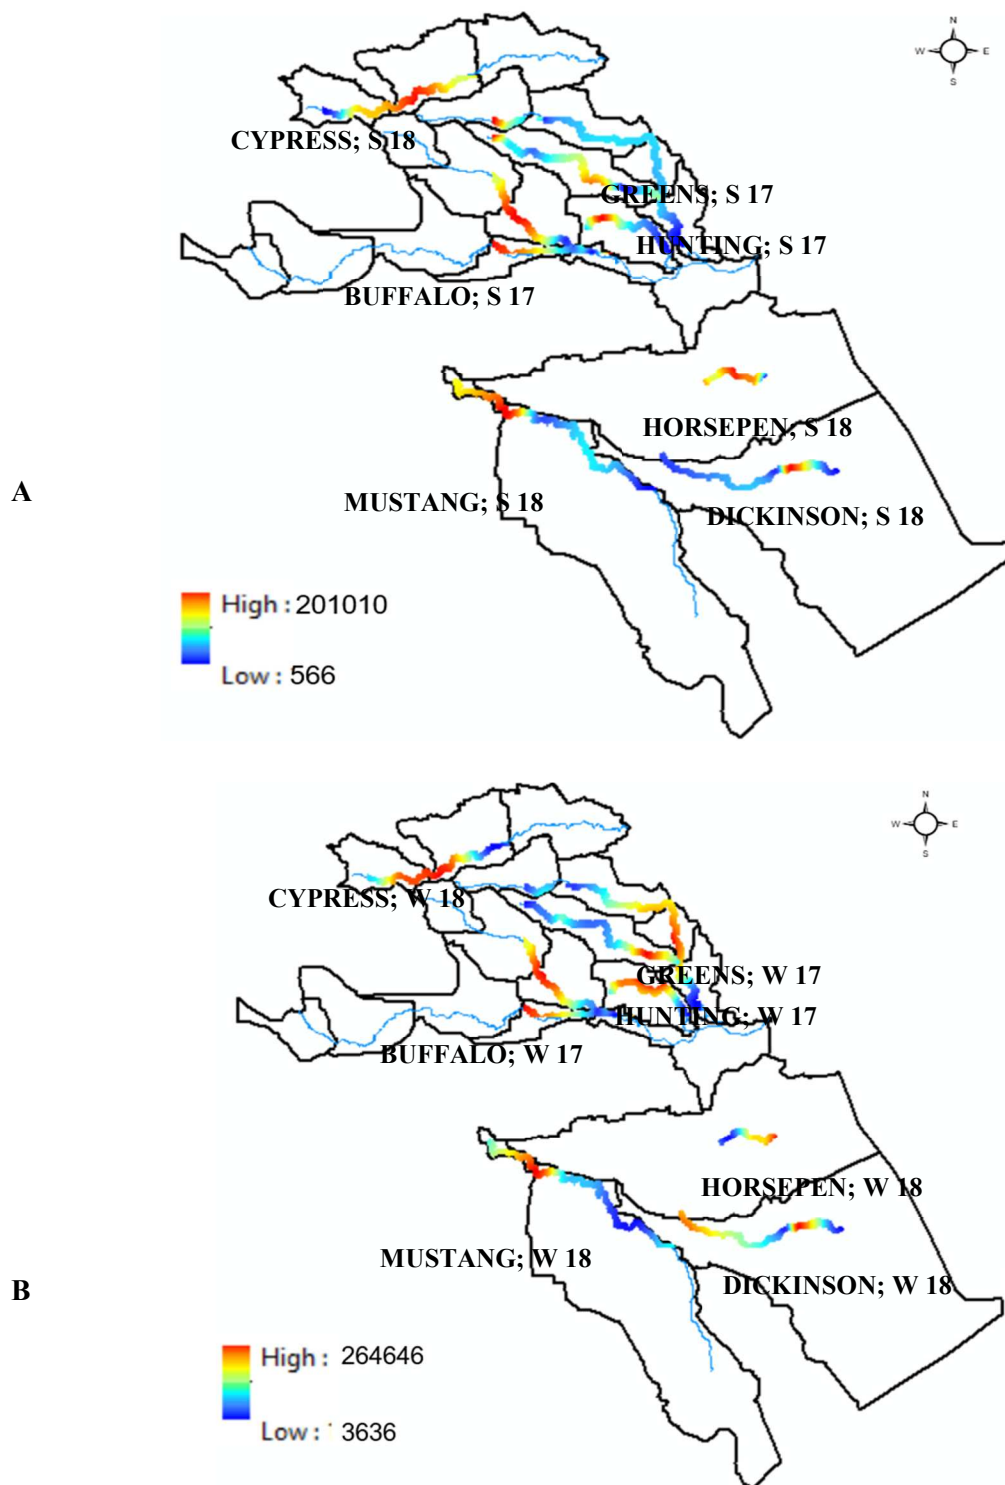 N
W E
S
CYPRESS; S 18
GREENS; S 17
HUNTING; S 17
BUFFALO; S 17
HORSEPEN; S 18
A
MUSTANG; S 18
DICKINSON; S 18
High : 201010
Low : 566
N
W E
S
CYPRESS; W 18
GREENS; W 17
HUNTING; W 17
BUFFALO; W 17
HORSEPEN; W 18
MUSTANG; W 18
B
DICKINSON; W 18
High : 264646
Low : 3636